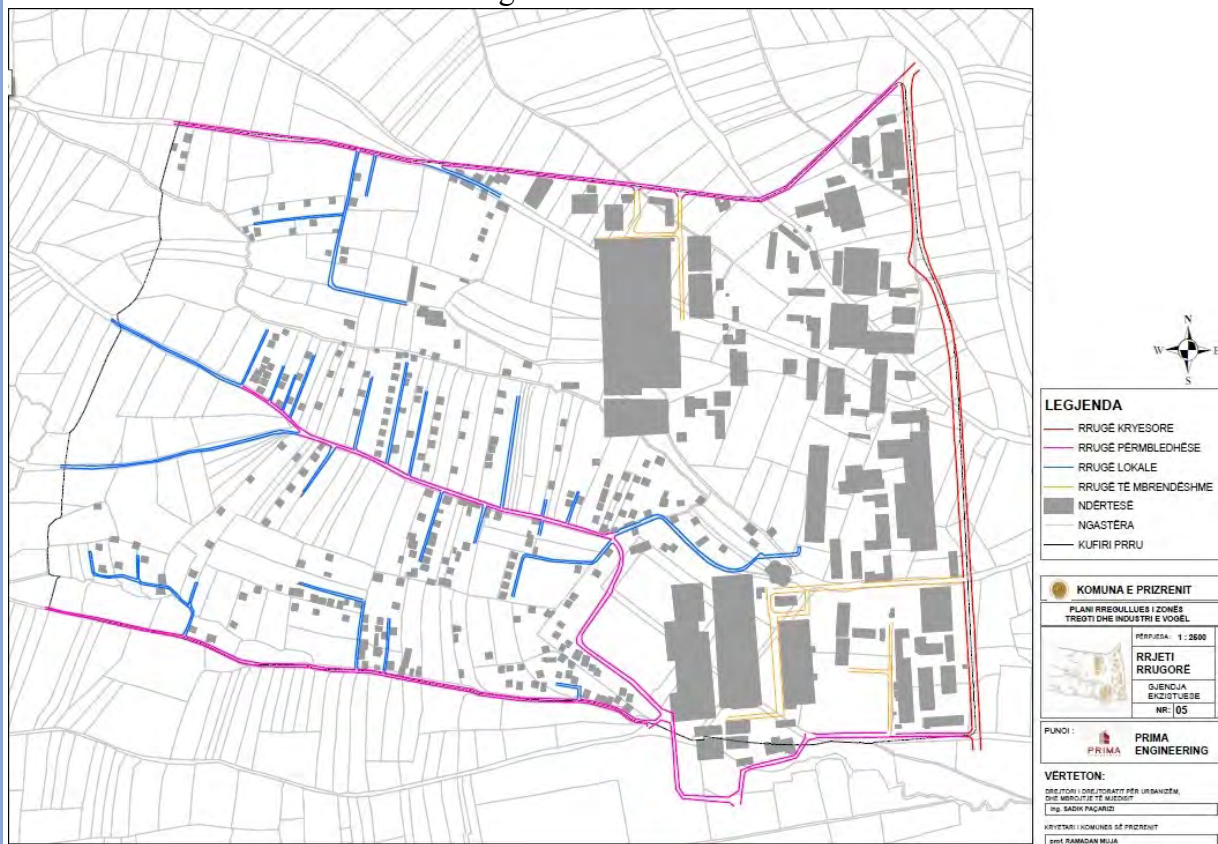 N
W E
S
LEGJENDA
RRUGË KRYESORE
RRUGË PËRMBLEDHËSE
RRUGË LOKALE
RRUGË TË MBRENDËSHME
NDËRTESË
NGASTËRA
KUFIRI PRRU
KOMUNA E PRIZRENIT
PLANI RREGULLUES I ZONËS
TREGTI DHE INDUSTRI E VOGËL
PËRPJESA: 1 : 2500
RRJETI
RRUGORË
GJENDJA
EKZISTUESE
NR: 05
PUNOI :
PRIMA
PRIMA
ENGINEERING
VËRTETON:
DREJTORI I DREJTORATIT PËR URBANIZËM,
DHE MBROJTJE TË MJEDISIT
Ing. SADIK PAÇARIZI
KRYETARI I KOMUNËS SË PRIZRENIT
prof. RAMADAN MUJA